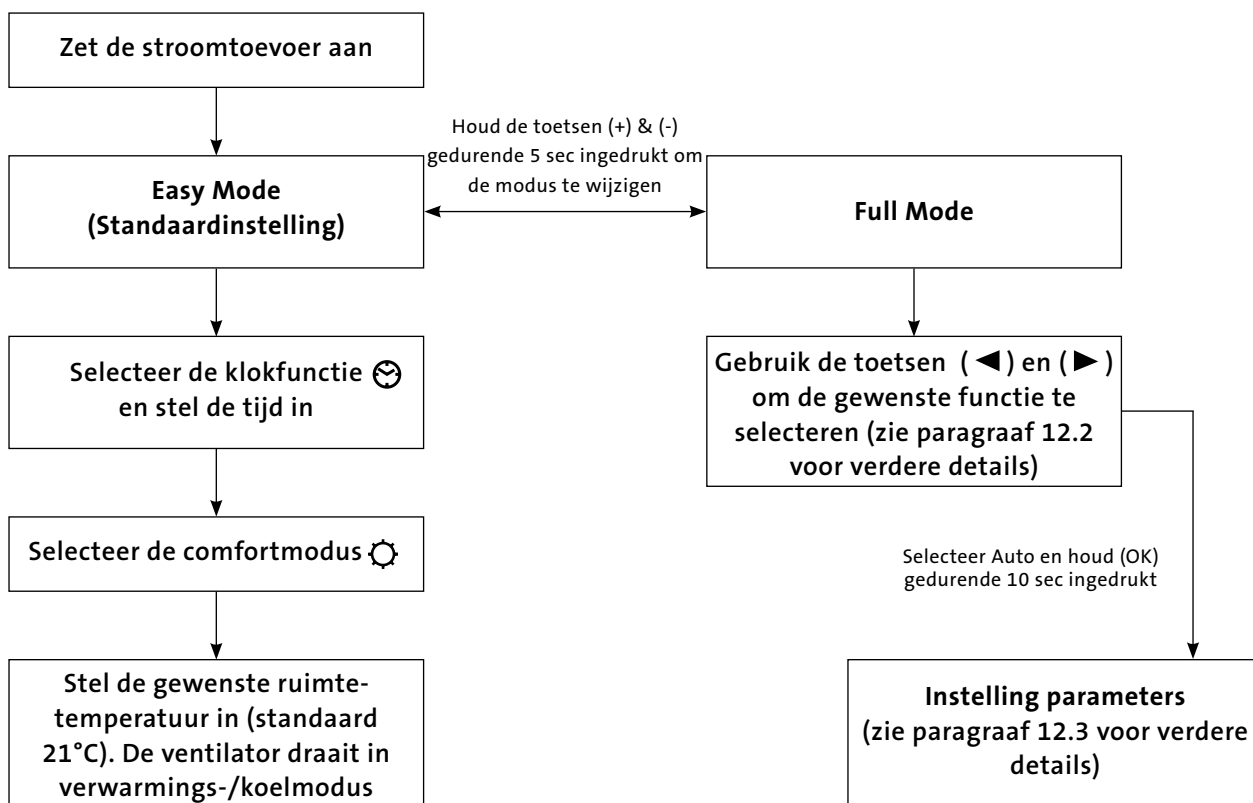 Zet de stroomtoevoer aan
Houd de toetsen (+) & (-)
gedurende 5 sec ingedrukt om
de modus te wijzigen
Easy Mode
(Standaardinstelling)
Full Mode
Selecteer de klokfunctie
en stel de tijd in
Gebruik de toetsen (◀) en (▶)
om de gewenste functie te
selecteren (zie paragraaf 12.2
voor verdere details)
Selecteer de comfortmodus
Selecteer Auto en houd (OK)
gedurende 10 sec ingedrukt
Stel de gewenste ruimte-
temperatuur in (standaard
21°C). De ventilator draait in
verwarmings-/koelmodus
Instelling parameters
(zie paragraaf 12.3 voor verdere
details)